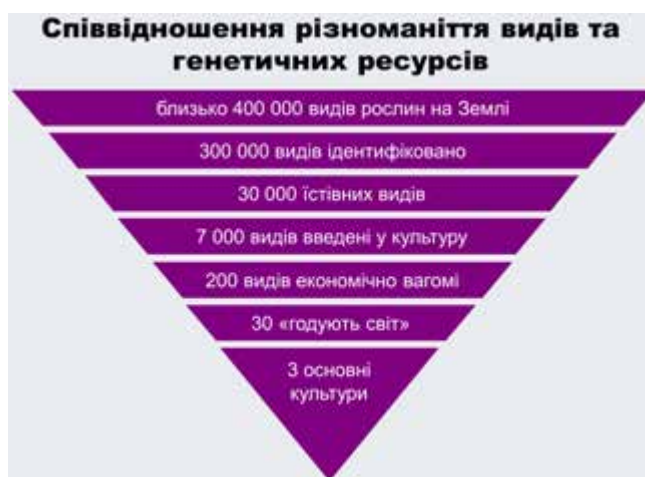 Співвідношення різноманіття видів та
генетичних ресурсів
близько 400 000 видів рослин на Землі
300 000 видів ідентифіковано
30 000 їстівних видів
7 000 видів введені у культуру
200 видів економічно вагомі
30 «годують світ»
3 основні
культури